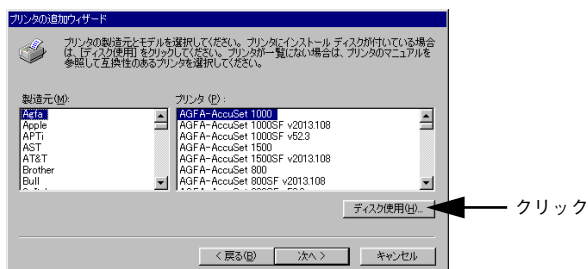 プリンタの追加ウィザード
プリンタの製造元とモデルを選択してください。プリンタにインストール ディスクが付いている場合
は、[ディスク使用] をクリックしてください。プリンタが一覧にない場合は、プリンタのマニュアルを
参照して互換性のあるプリンタを選択してください。
製造元(M):
プリンタ (P) :
Agfa
Apple
APTi
AST
AT&T
Brother
Bull
AGFA-AccuSet 1000
AGFA-AccuSet 1000SF v2013.108
AGFA-AccuSet 1000SF v52.3
AGFA-AccuSet 1500
AGFA-AccuSet 1500SF v2013.108
AGFA-AccuSet 800
AGFA-AccuSet 800SF v2013.108
ディスク使用(H)...
クリック
< 戻る(B)
次へ >
キャンセル